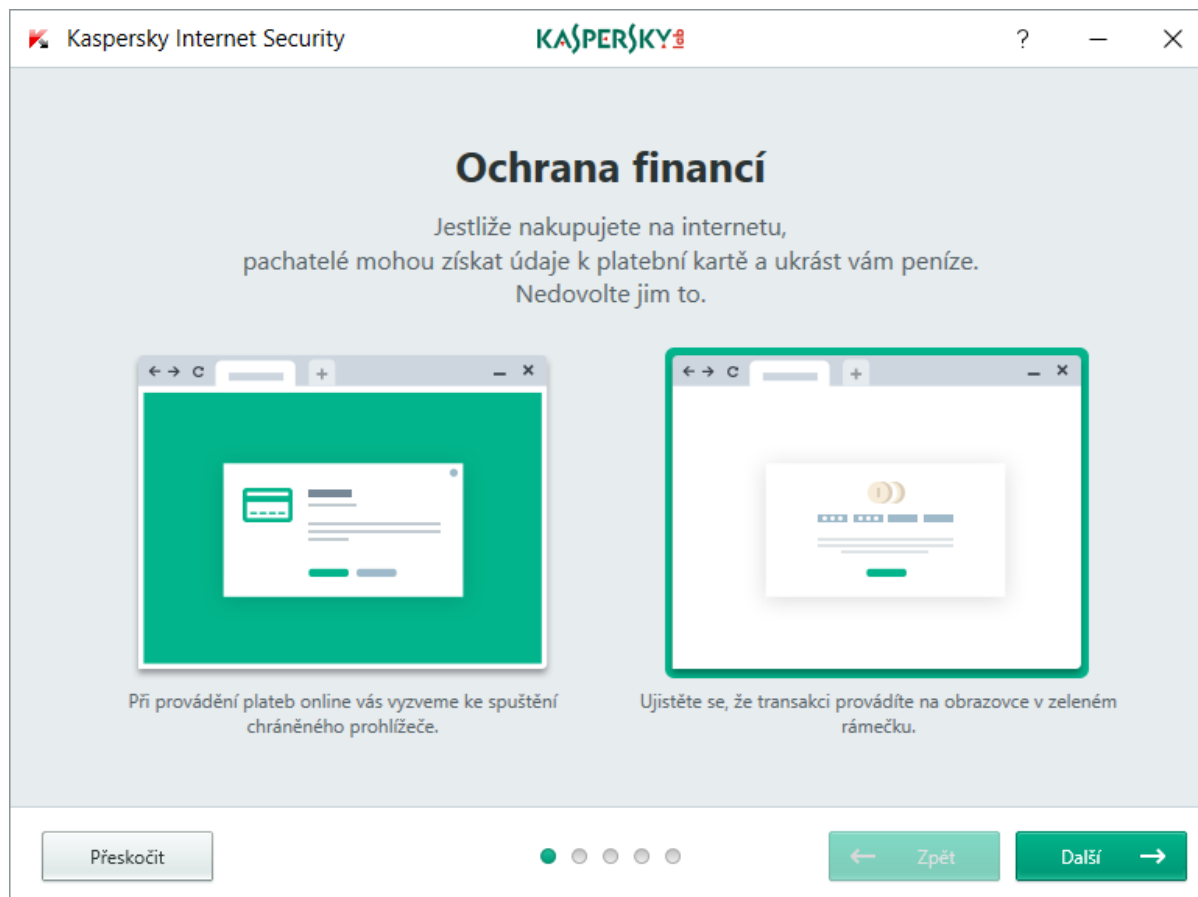 Kaspersky Internet Security
KASPERSKY lab
?
Ochrana financí
Jestliže nakupujete na internetu,
pachatelé mohou získat údaje k platební kartě a ukrást vám peníze.
Nedovolte jim to.
Při provádění plateb online vás vyzveme ke spuštění
chráněného prohlížeče.
Ujistěte se, že transakci provádíte na obrazovce v zeleném
rámečku.
Přeskočit
Zpět
Další